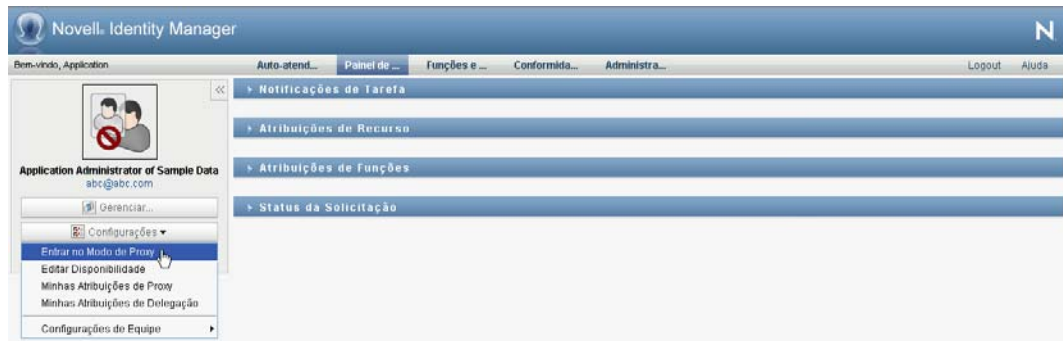 Novell® Identity Manager
N
Bem-vindo, Application
Auto-atend... Painel de ... Funções e ... Conformida... Administra... Logout Ajuda
Notificações de Tarefa
Atribuições de Recurso
Atribuições de Funções
Status da Solicitação
Application Administrator of Sample Data
abc@abc.com
Gerenciar...
Configurações
Entrar no Modo de Proxy
Editar Disponibilidade
Minhas Atribuições de Proxy
Minhas Atribuições de Delegação
Configurações de Equipe